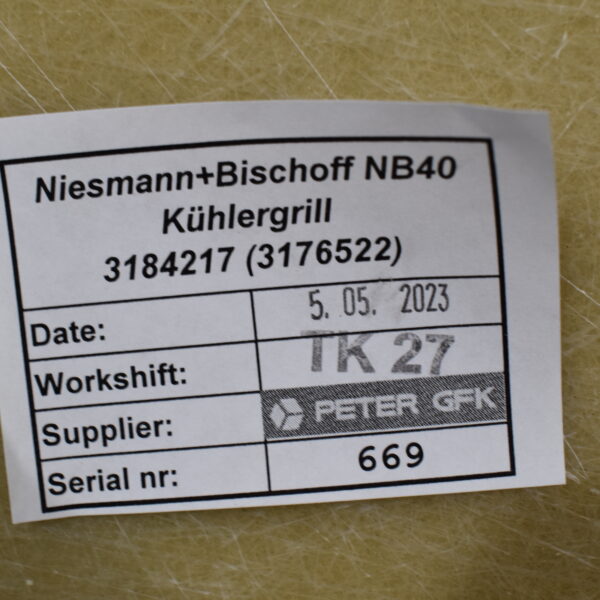 Niesmann+Bischoff NB40
Kühlergrill
3184217 (3176522)
Date: 5. 05. 2023
Workshift: TK 27
Supplier: PETER GFK
Serial nr: 669